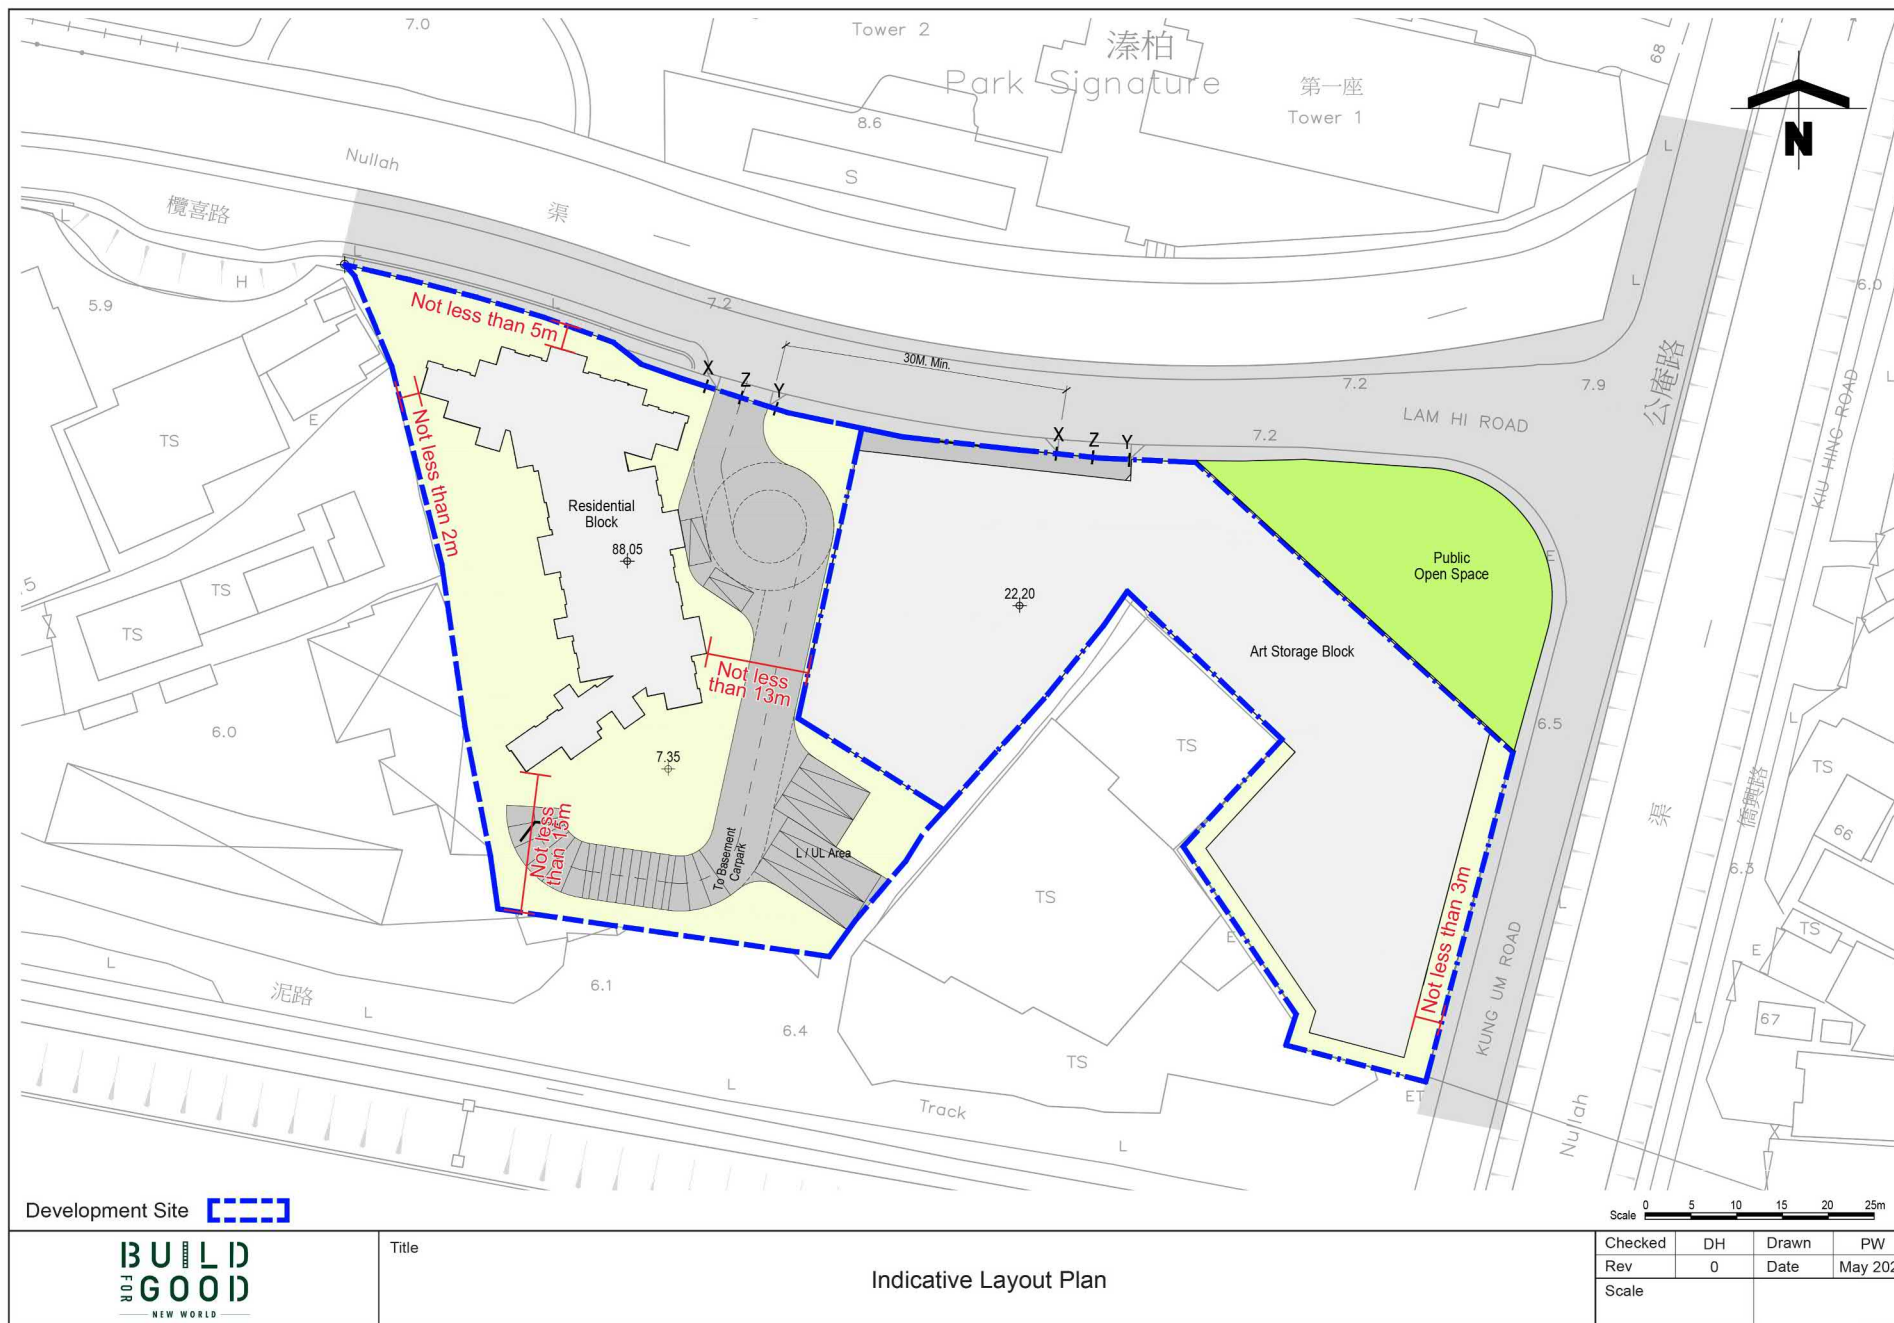 7.0
Tower 2
溱柏
Park Signature
第一座
Tower 1
68
8.6
S
L
N
Nullah
渠
欖喜路
L
L
H
5.9
E
TS
L
7.2
Not less than 5m
X
Z
Y
30M. Min.
7.2
7.9
LAM HI ROAD
7.2
公庵路
L
6.0
KIU HING ROAD
L
Not less than 2m
Residential
Block
88.05
X
Z
Y
E
Public
Open Space
TS
TS
22.20
Art Storage Block
Not less
than 13m
6.0
7.35
TS
6.5
L
TS
渠
僑興路
66
6.3
Not less
than 15m
To Basement
Carpark
L / UL Area
TS
E
Not less than 3m
KUNG UM ROAD
L
E
TS
L
泥路
L
6.1
6.4
TS
L
67
L
Track
L
ET
Nullah
Development Site
Scale
0 5 10 15 20 25m
BUILD
FOR
GOOD
NEW WORLD
Title
Indicative Layout Plan
Checked DH Drawn PW
Rev 0 Date May 202
Scale